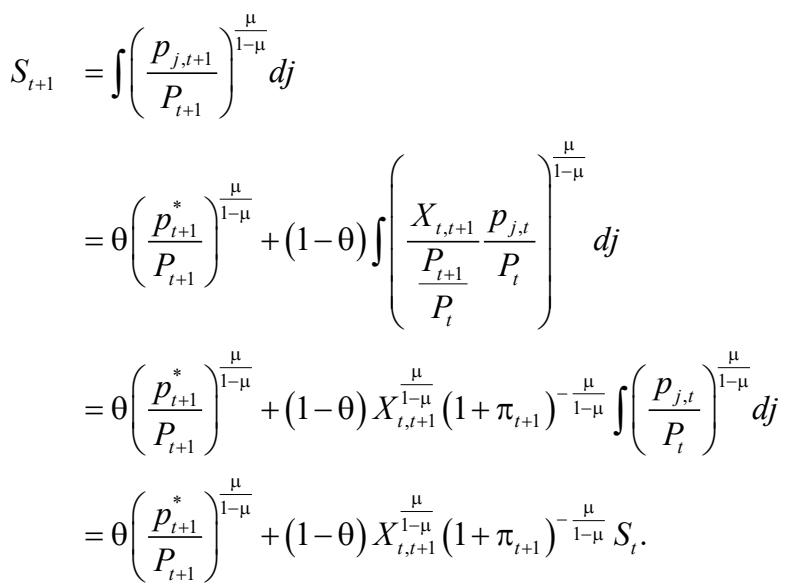 S_{t+1} = ∫ ( p_{j,t+1} / P_{t+1} )^{μ/(1−μ)} dj
= θ ( p^*_{t+1} / P_{t+1} )^{μ/(1−μ)} + (1−θ) ∫ ( X_{t,t+1} / (P_{t+1} / P_t) p_{j,t} / P_t )^{μ/(1−μ)} dj
= θ ( p^*_{t+1} / P_{t+1} )^{μ/(1−μ)} + (1−θ) X_{t,t+1}^{μ/(1−μ)} (1+π_{t+1})^{−μ/(1−μ)} ∫ ( p_{j,t} / P_t )^{μ/(1−μ)} dj
= θ ( p^*_{t+1} / P_{t+1} )^{μ/(1−μ)} + (1−θ) X_{t,t+1}^{μ/(1−μ)} (1+π_{t+1})^{−μ/(1−μ)} S_t.